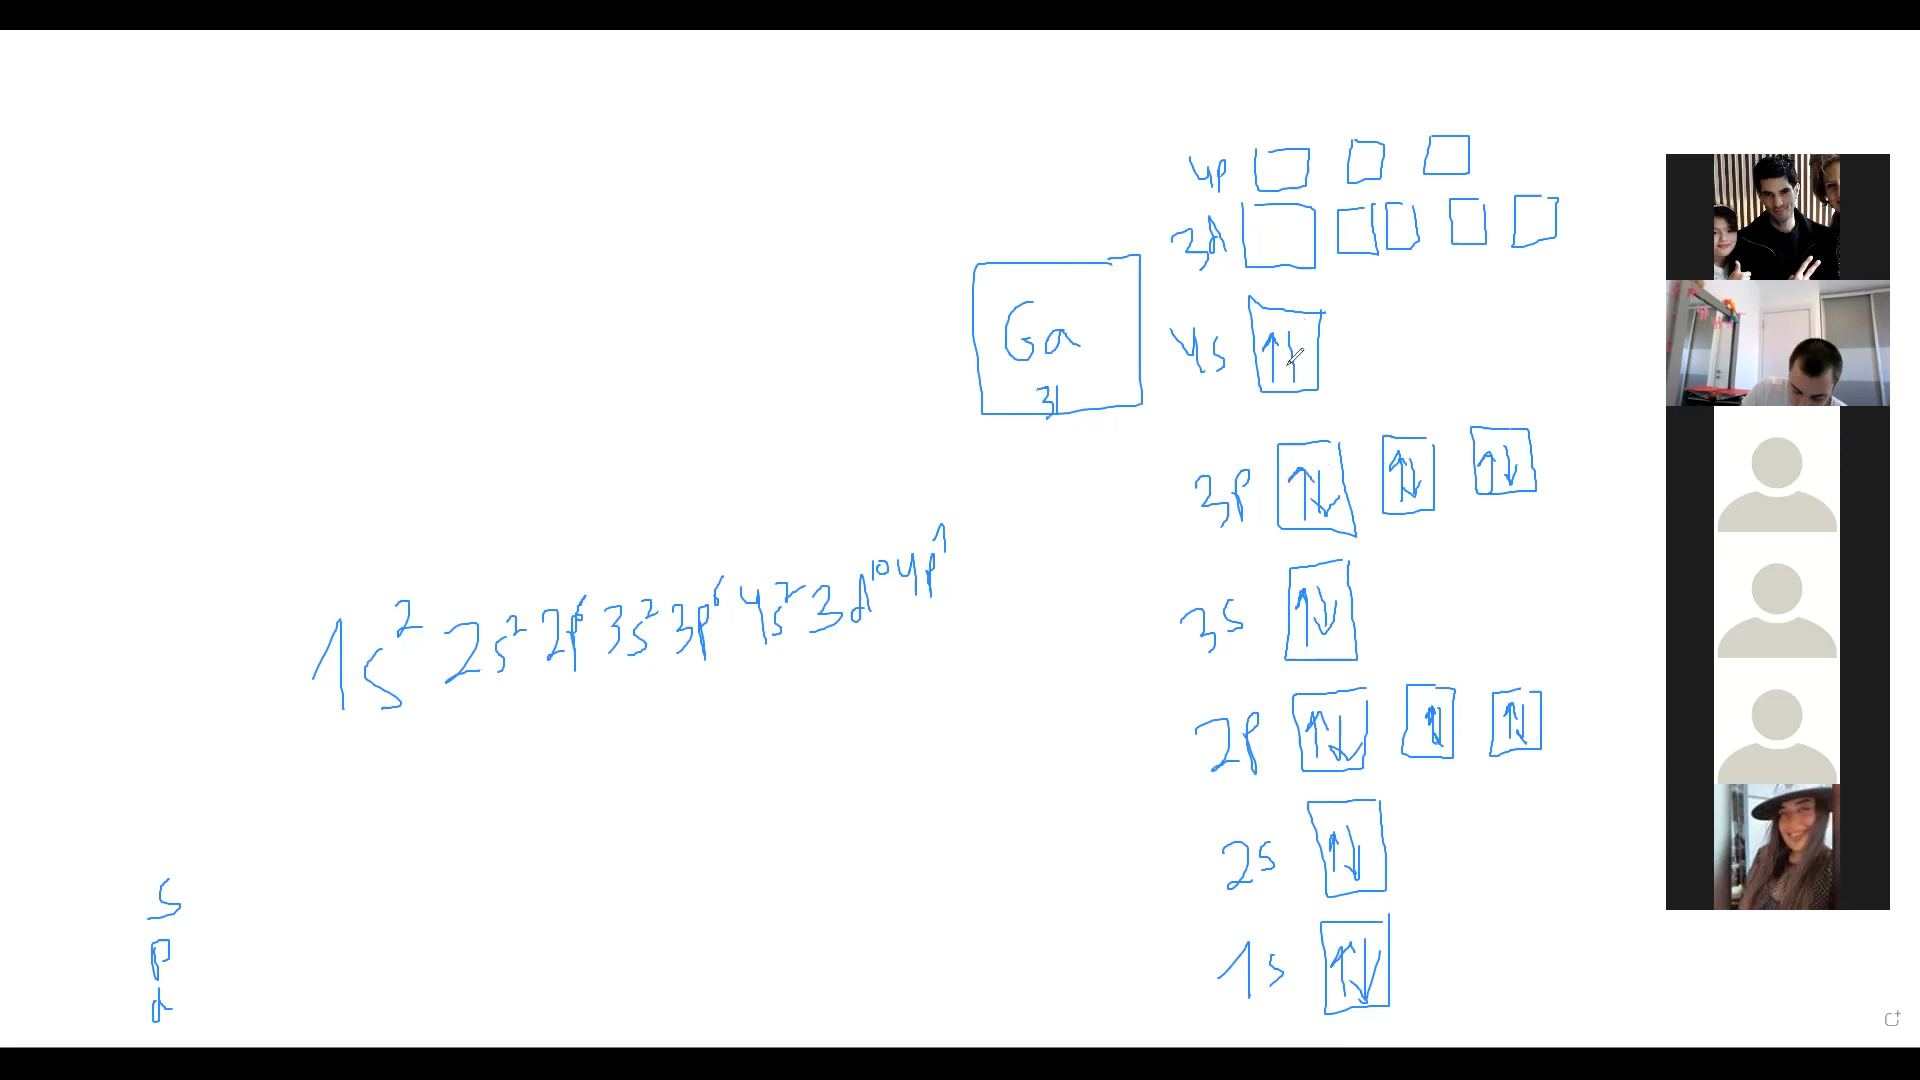 4p
3d
Ga
31
4s
3p
1s² 2s² 2p⁶ 3s² 3p⁶ 4s² 3d¹⁰ 4p¹
3s
2p
2s
s
p
d
1s